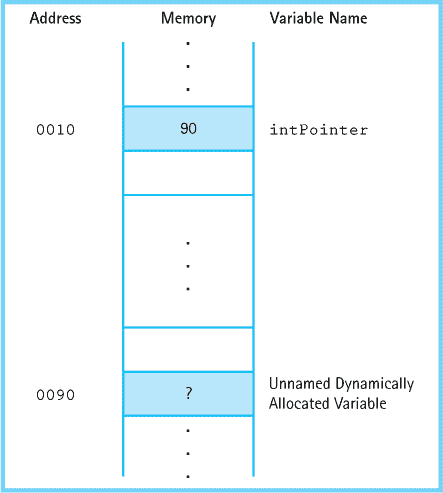 Address Memory Variable Name
.
.
.
0010 90 intPointer
.
.
.
0090 ? Unnamed Dynamically
Allocated Variable
.
.
.